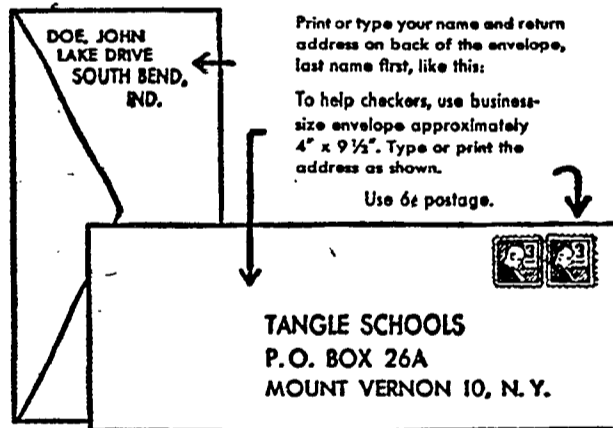 DOE, JOHN
LAKE DRIVE
SOUTH BEND,
IND.
Print or type your name and return
address on back of the envelope,
last name first, like this:
To help checkers, use business-
size envelope approximately
4" x 9 ½". Type or print the
address as shown.
Use 6¢ postage.
3 3
TANGLE SCHOOLS
P.O. BOX 26A
MOUNT VERNON 10, N.Y.